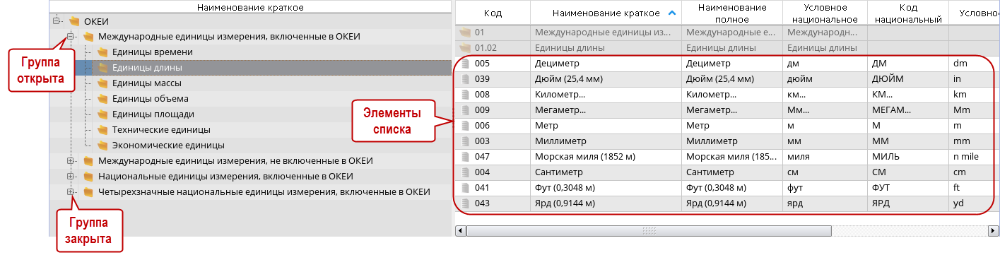 Наименование краткое
ОКЕИ
Международные единицы измерения, включенные в ОКЕИ
Единицы времени
Единицы длины
Единицы массы
Единицы объема
Единицы площади
Технические единицы
Экономические единицы
Международные единицы измерения, не включенные в ОКЕИ
Национальные единицы измерения, включенные в ОКЕИ
Четырехзначные национальные единицы измерения, включенные в ОКЕИ
Группа
открыта
Группа
закрыта
Элементы
списка
Код Наименование краткое Наименование полное Условное национальное Код национальный Условнос
01 Международные единицы из... Международные е... Международн...
01.02 Единицы длины Единицы длины Единицы длины
005 Дециметр Дециметр дм ДМ dm
039 Дюйм (25,4 мм) Дюйм (25,4 мм) дюйм ДЮЙМ in
008 Километр... Километр... км... КМ... km
009 Мегаметр... Мегаметр... Мм... МЕГАМ... Mm
006 Метр Метр м М m
003 Миллиметр Миллиметр мм ММ mm
047 Морская миля (1852 м) Морская миля (185... миля МИЛЬ n mile
004 Сантиметр Сантиметр см СМ cm
041 Фут (0,3048 м) Фут (0,3048 м) фут ФУТ ft
043 Ярд (0,9144 м) Ярд (0,9144 м) ярд ЯРД yd